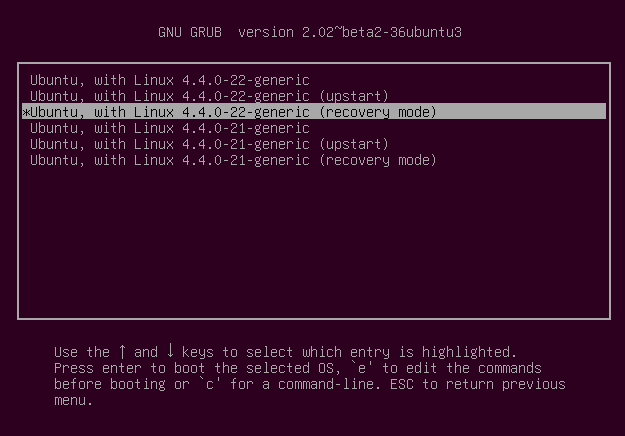 GNU GRUB  version 2.02~beta2-36ubuntu3
Ubuntu, with Linux 4.4.0-22-generic
Ubuntu, with Linux 4.4.0-22-generic (upstart)
*Ubuntu, with Linux 4.4.0-22-generic (recovery mode)
Ubuntu, with Linux 4.4.0-21-generic
Ubuntu, with Linux 4.4.0-21-generic (upstart)
Ubuntu, with Linux 4.4.0-21-generic (recovery mode)
Use the ↑ and ↓ keys to select which entry is highlighted.
Press enter to boot the selected OS, `e' to edit the commands
before booting or `c' for a command-line. ESC to return previous
menu.